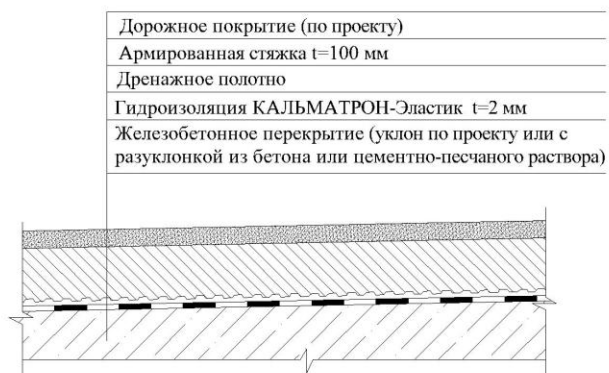 Дорожное покрытие (по проекту)
Армированная стяжка t=100 мм
Дренажное полотно
Гидроизоляция КАЛЬМАТРОН-Эластик t=2 мм
Железобетонное перекрытие (уклон по проекту или с
разуклонкой из бетона или цементно-песчаного раствора)